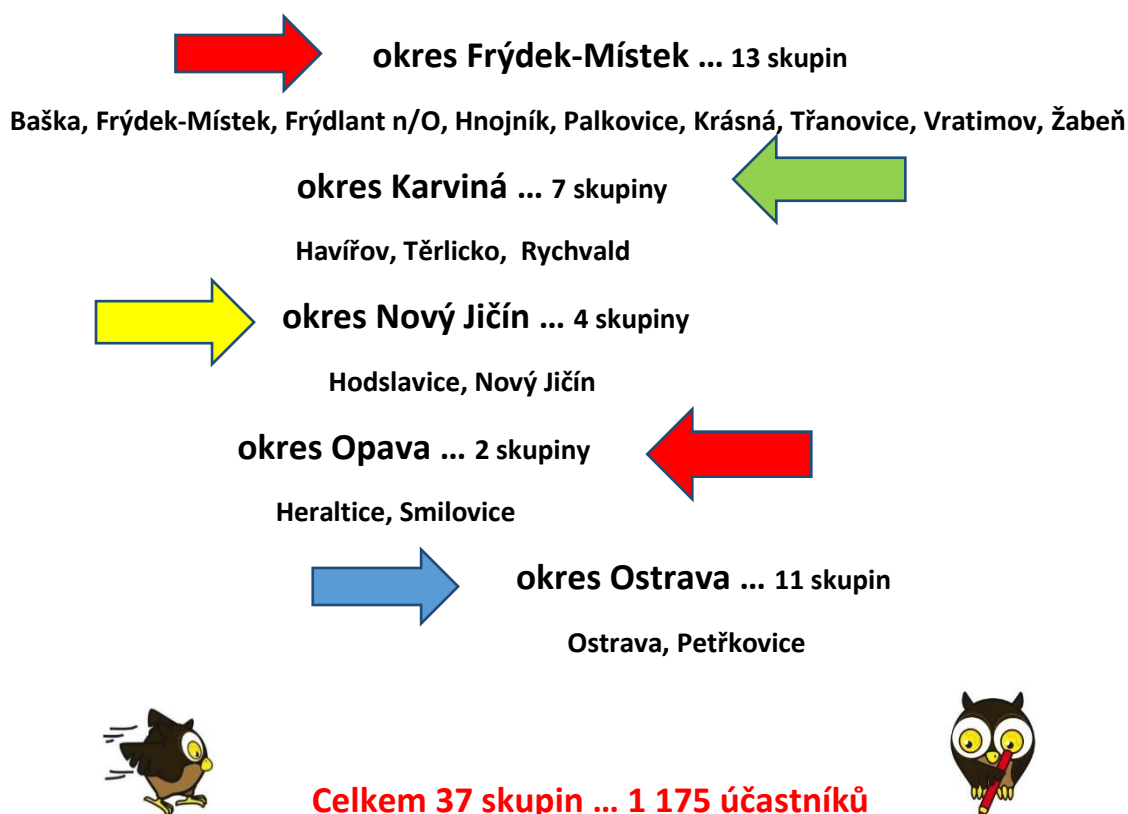 okres Frýdek-Místek … 13 skupin
Baška, Frýdek-Místek, Frýdlant n/O, Hnojník, Palkovice, Krásná, Třanovice, Vratimov, Žabeň
okres Karviná … 7 skupiny
Havířov, Těrlicko, Rychvald
okres Nový Jičín … 4 skupiny
Hodslavice, Nový Jičín
okres Opava … 2 skupiny
Heraltice, Smilovice
okres Ostrava … 11 skupin
Ostrava, Petřkovice
Celkem 37 skupin … 1 175 účastníků